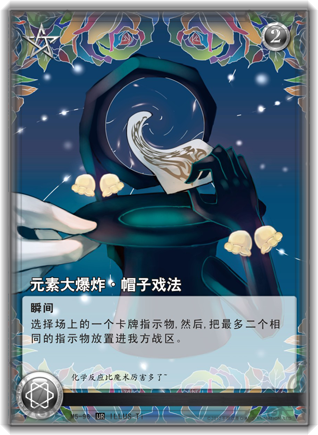 2
元素大爆炸·帽子戏法
瞬间
选择场上的一个卡牌指示物,然后,把最多二个相
同的指示物放置进我方战区。
化学反应比魔术厉害多了~